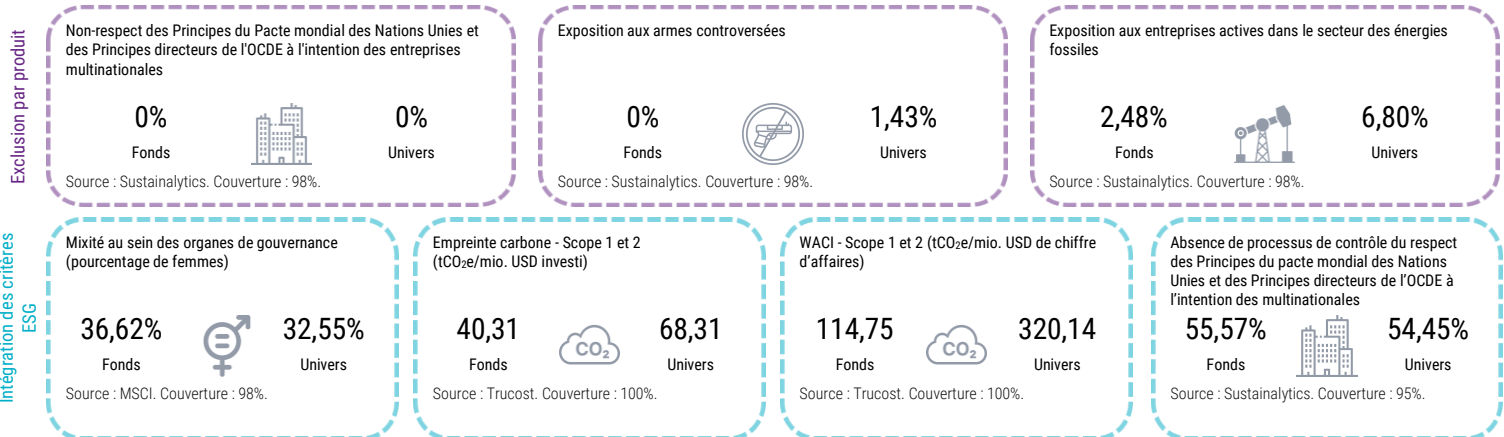 Exclusion par produit
Non-respect des Principes du Pacte mondial des Nations Unies et
des Principes directeurs de l'OCDE à l'intention des entreprises
multinationales
0%
Fonds
0%
Univers
Source : Sustainalytics. Couverture : 98%.
Exposition aux armes controversées
0%
Fonds
1,43%
Univers
Source : Sustainalytics. Couverture : 98%.
Exposition aux entreprises actives dans le secteur des énergies
fossiles
2,48%
Fonds
6,80%
Univers
Source : Sustainalytics. Couverture : 98%.
Intégration des critères
ESG
Mixité au sein des organes de gouvernance
(pourcentage de femmes)
36,62%
Fonds
32,55%
Univers
Source : MSCI. Couverture : 98%.
Empreinte carbone - Scope 1 et 2
(tCO₂e/mio. USD investi)
40,31
Fonds
CO₂
68,31
Univers
Source : Trucost. Couverture : 100%.
WACI - Scope 1 et 2 (tCO₂e/mio. USD de chiffre
d’affaires)
114,75
Fonds
CO₂
320,14
Univers
Source : Trucost. Couverture : 100%.
Absence de processus de contrôle du respect
des Principes du pacte mondial des Nations
Unies et des Principes directeurs de l’OCDE à
l’intention des multinationales
55,57%
Fonds
54,45%
Univers
Source : Sustainalytics. Couverture : 95%.